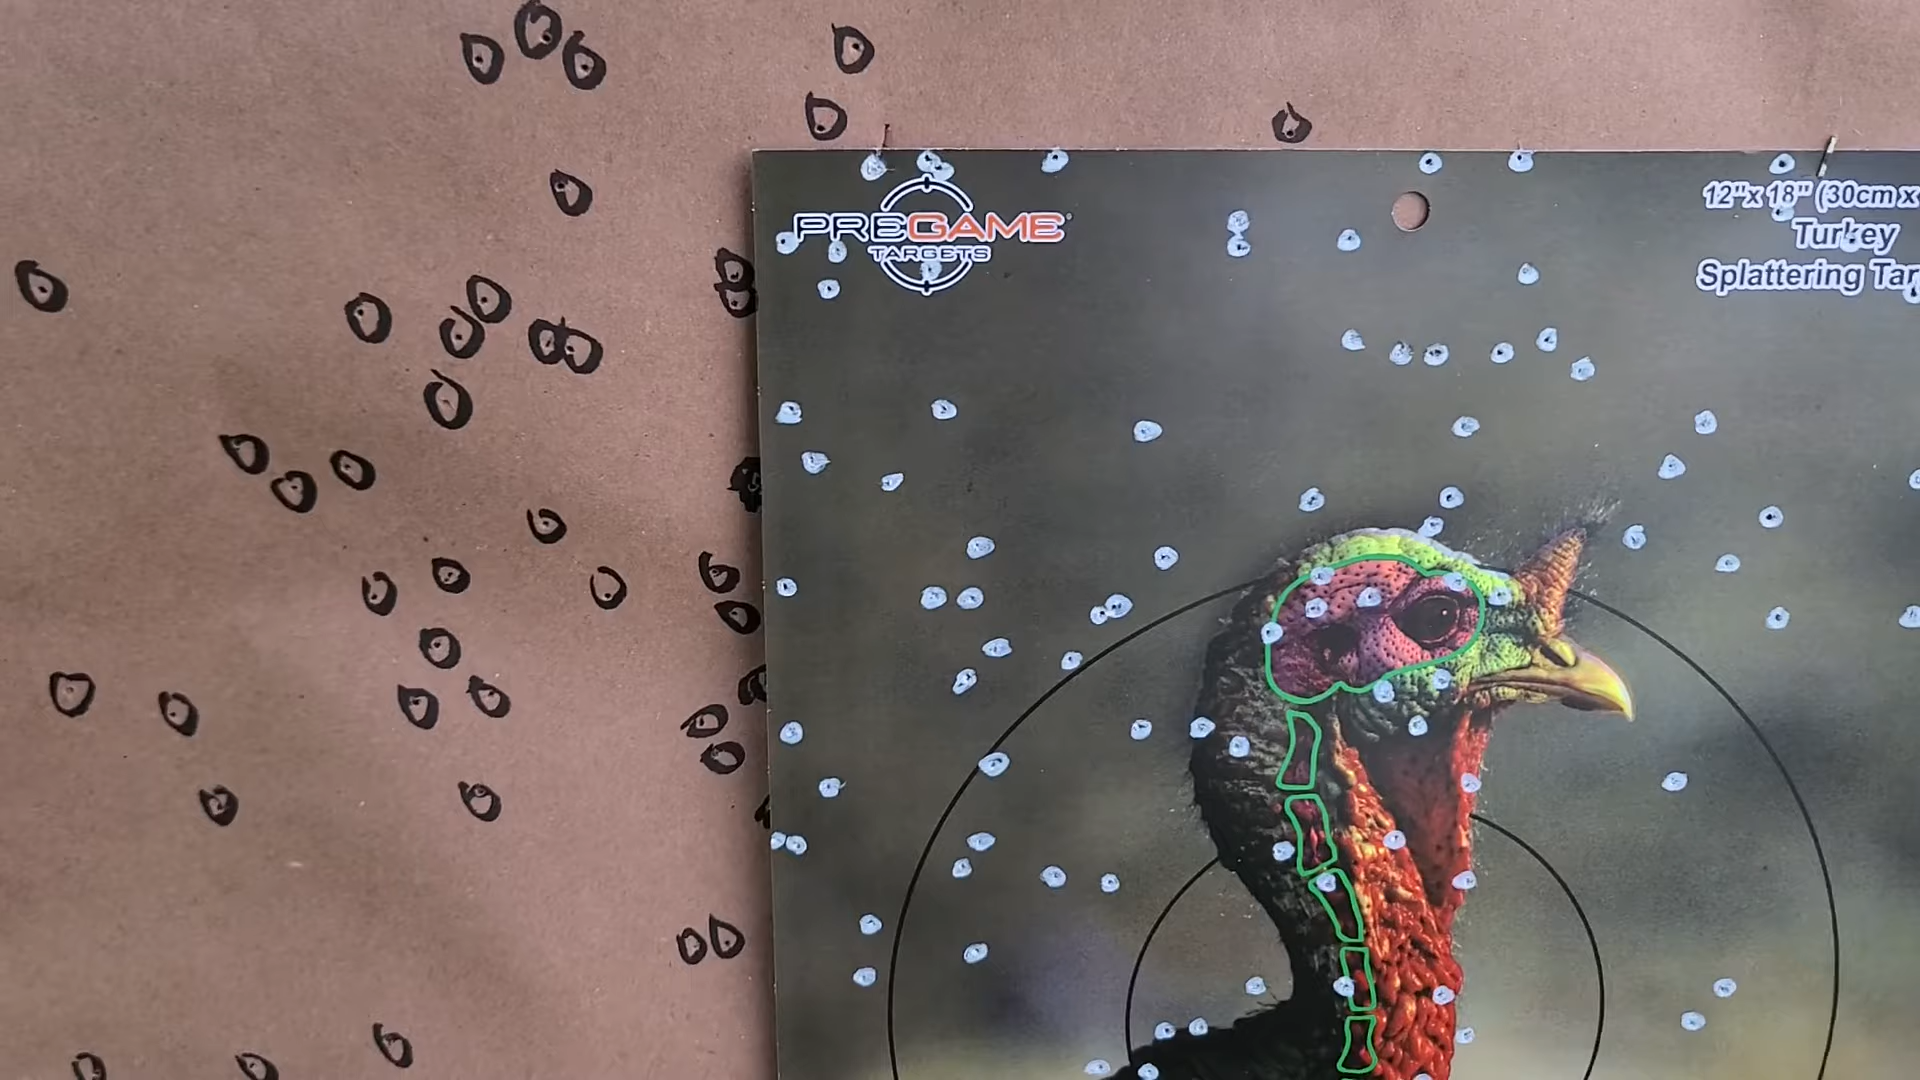 PREGAME
TARGETS
12"x 18" (30cm x
Turkey
Splattering Tar